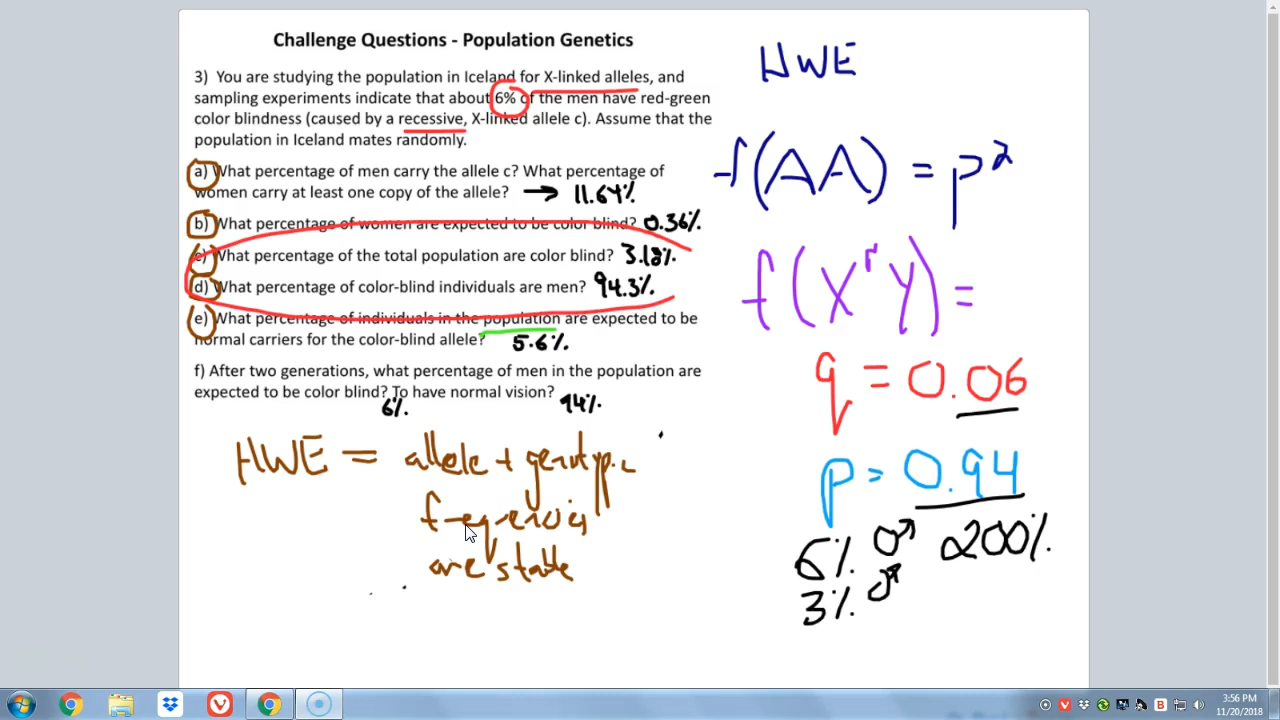 Challenge Questions - Population Genetics
3) You are studying the population in Iceland for X-linked alleles, and
sampling experiments indicate that about 6% of the men have red-green
color blindness (caused by a recessive, X-linked allele c). Assume that the
population in Iceland mates randomly.
a) What percentage of men carry the allele c? What percentage of
women carry at least one copy of the allele? → 11.64%
b) What percentage of women are expected to be color blind? 0.36%
c) What percentage of the total population are color blind? 3.18%
d) What percentage of color-blind individuals are men? 94.3%
e) What percentage of individuals in the population are expected to be
normal carriers for the color-blind allele? 5.6%
f) After two generations, what percentage of men in the population are
expected to be color blind? To have normal vision?
6% 94%
HWE = allele + genotypic
frequencies
are stable
HWE
f(AA) = p²
f(XʳY) =
q = 0.06
p = 0.94
6% ♂ 200%
3% ♂
3:56 PM
11/20/2018